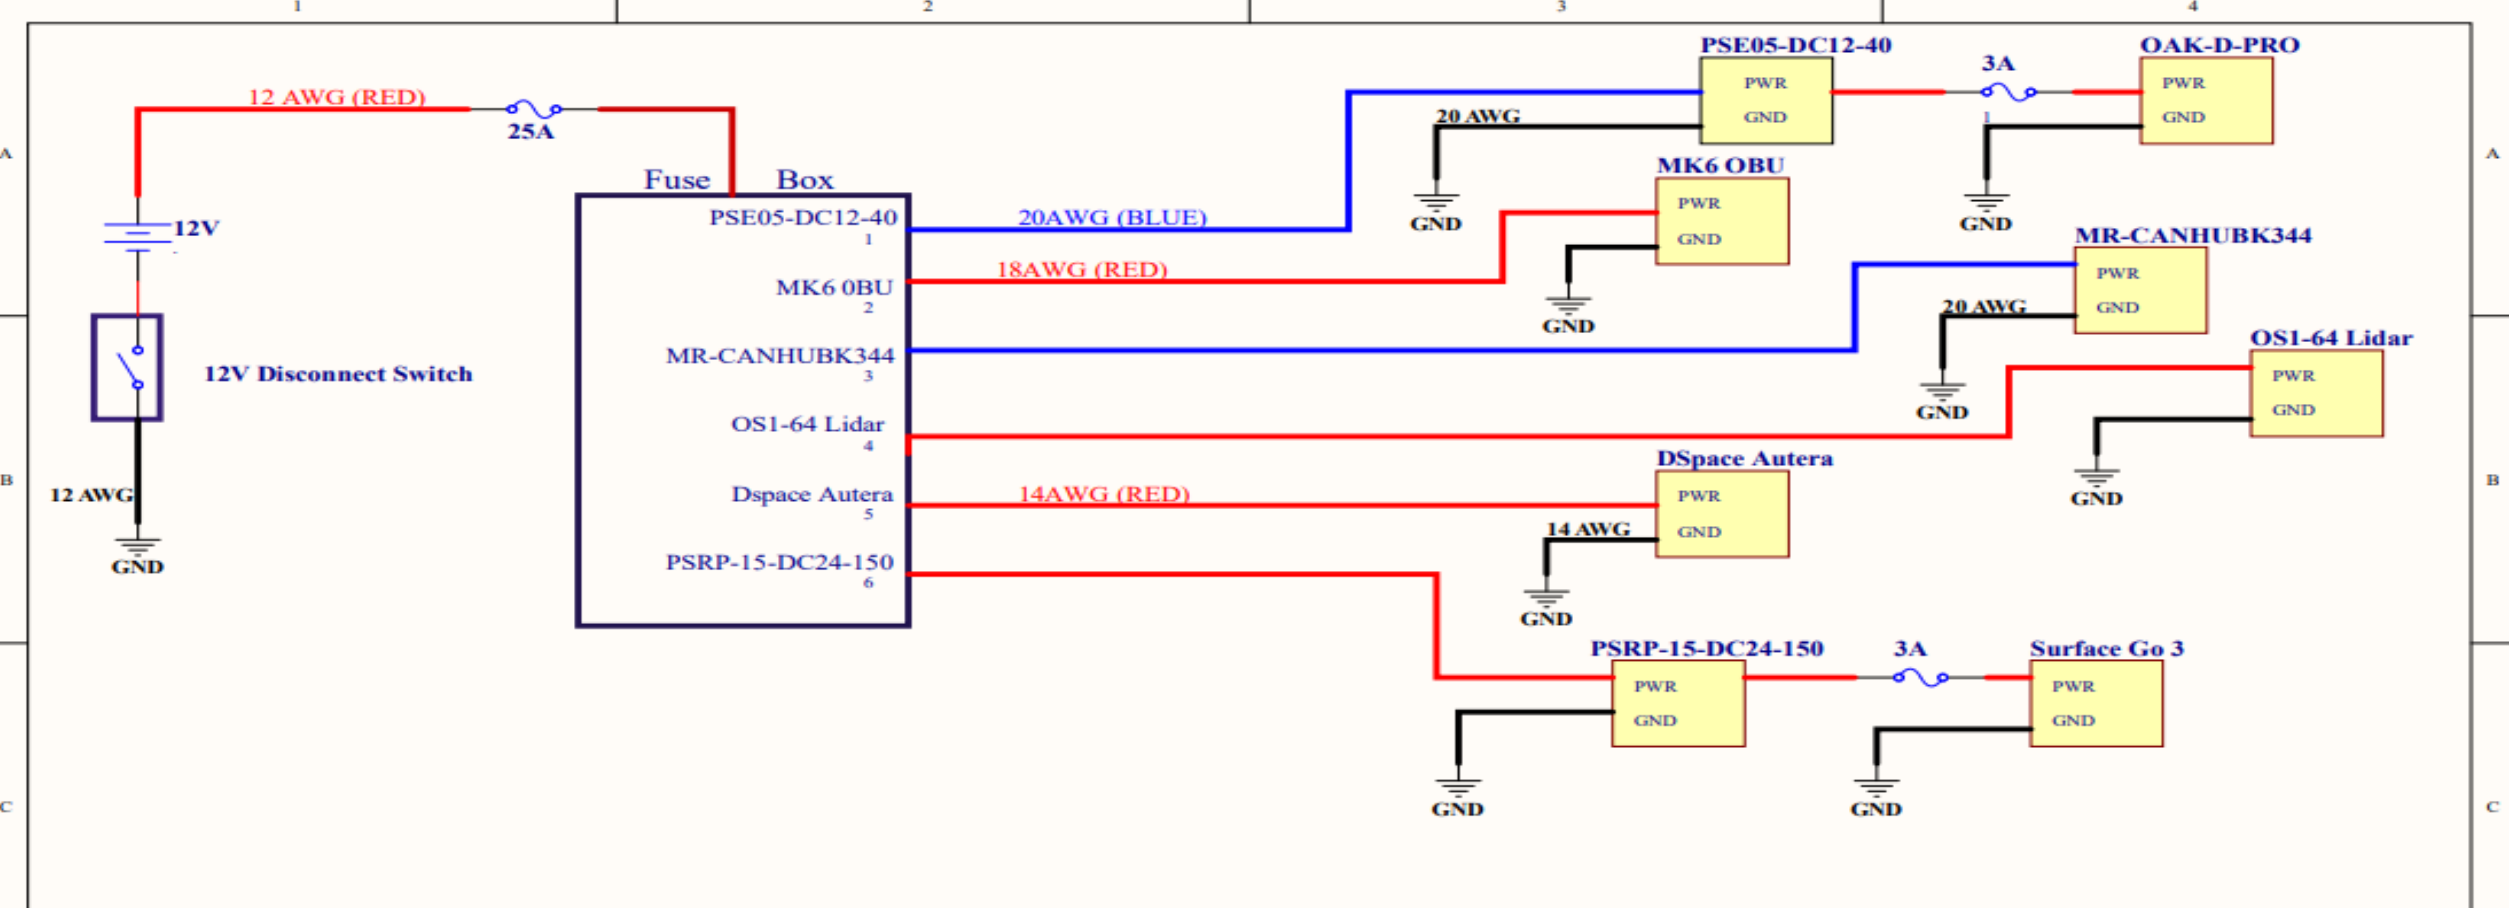 1
2
3
4
PSE05-DC12-40
OAK-D-PRO
3A
PWR
GND
PWR
GND
1
12 AWG (RED)
25A
20 AWG
GND
GND
A
A
MK6 OBU
PWR
GND
GND
Fuse Box
PSE05-DC12-40
1
20AWG (BLUE)
MK6 0BU
2
18AWG (RED)
MR-CANHUBK344
3
OS1-64 Lidar
4
Dspace Autera
5
14AWG (RED)
PSRP-15-DC24-150
6
12V
MR-CANHUBK344
PWR
GND
20 AWG
GND
12V Disconnect Switch
OS1-64 Lidar
PWR
GND
GND
B
B
12 AWG
GND
DSpace Autera
PWR
GND
14 AWG
GND
PSRP-15-DC24-150
3A
Surface Go 3
PWR
GND
PWR
GND
GND
GND
C
C